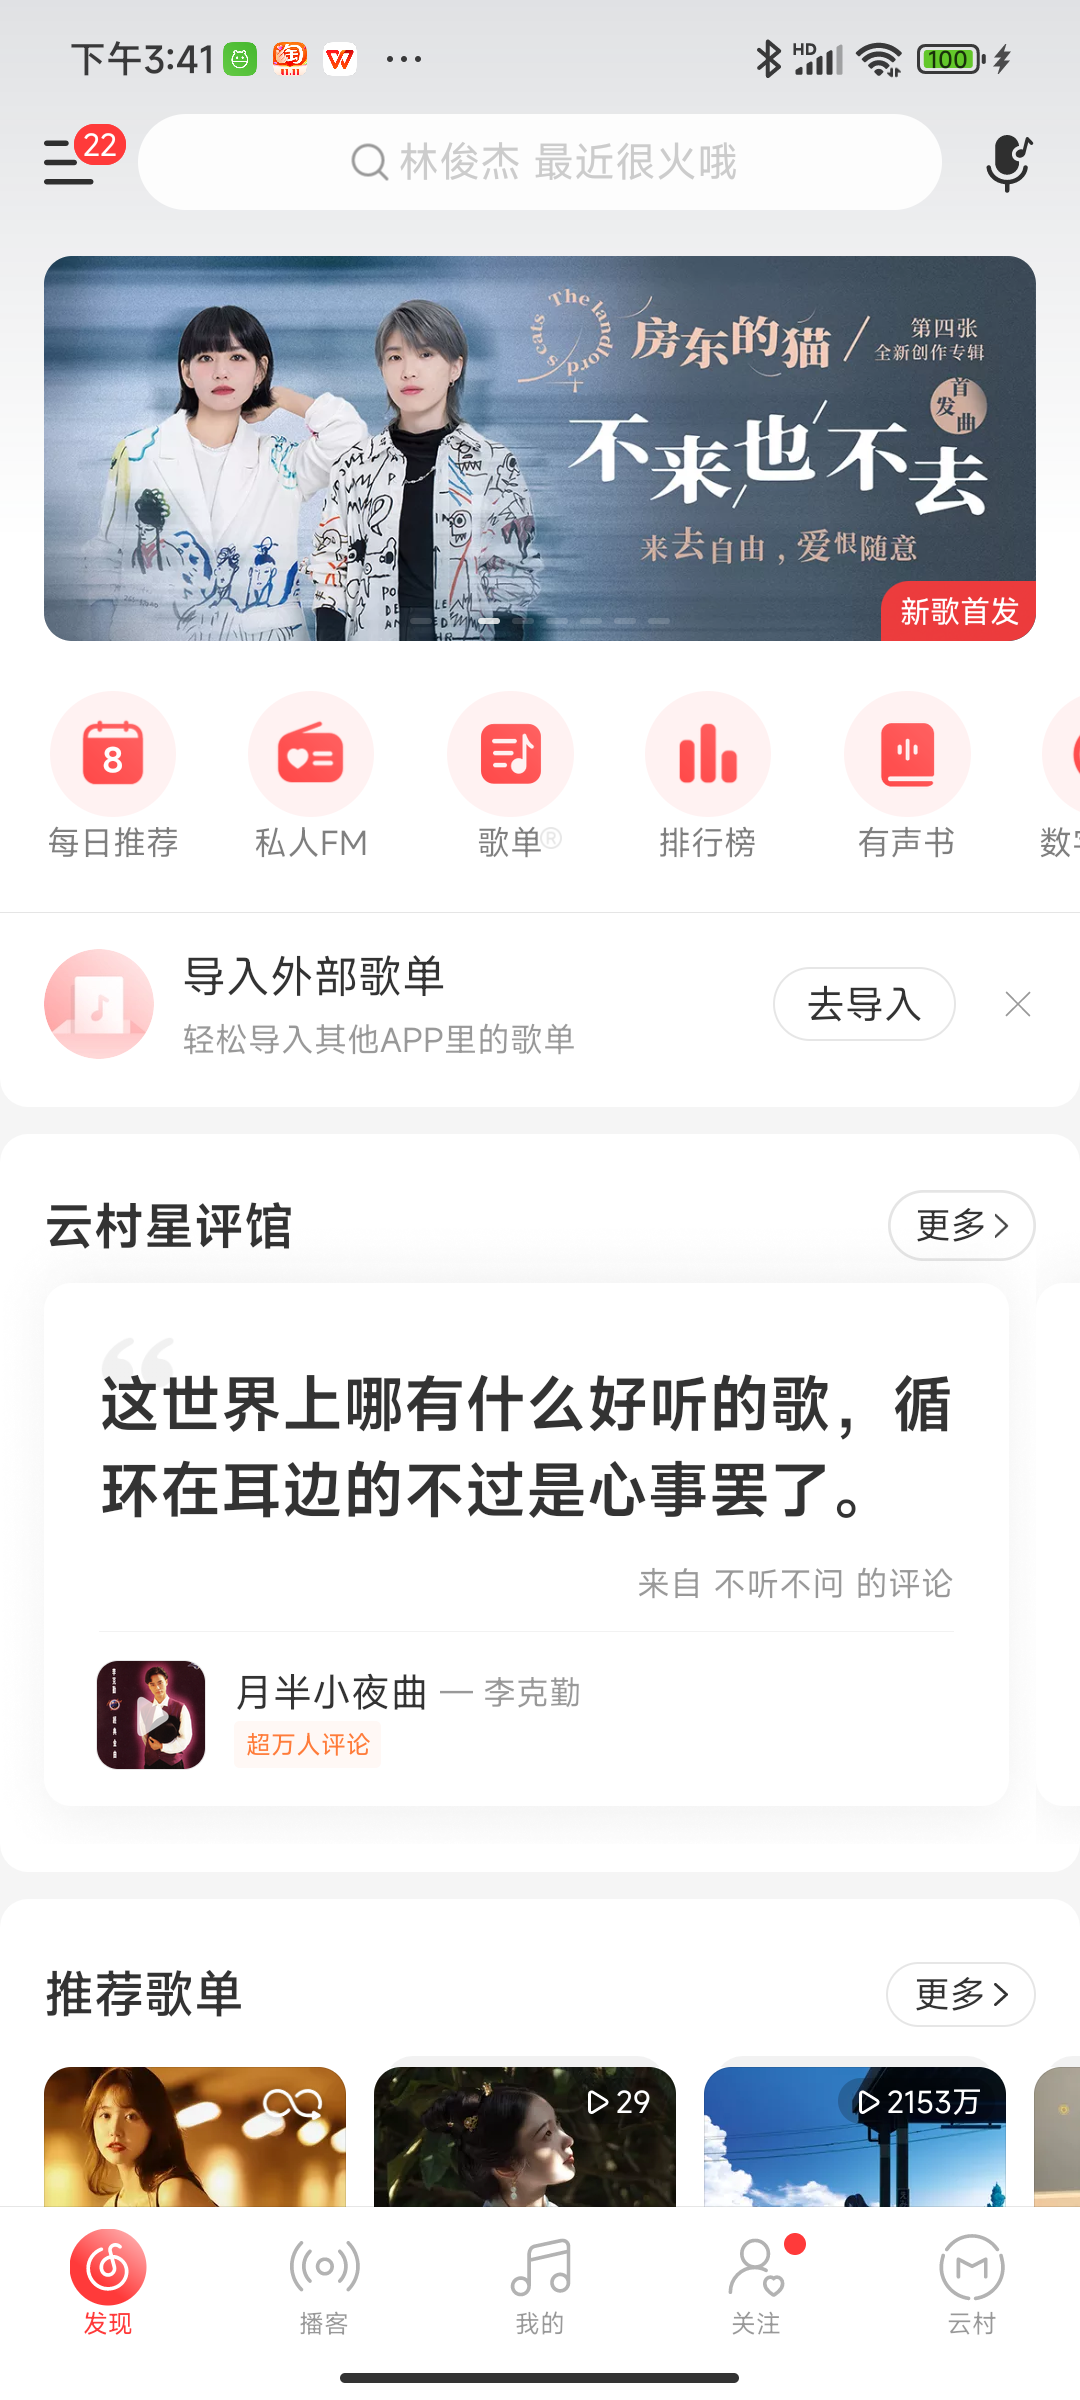 下午3:41
HD
100
22
林俊杰 最近很火哦
The landlord's cats
房东的猫
第四张
全新创作专辑
首发曲
不来也不去
来去自由，爱恨随意
新歌首发
8
每日推荐
私人FM
歌单®
排行榜
有声书
导入外部歌单
轻松导入其他APP里的歌单
去导入
云村星评馆
更多
这世界上哪有什么好听的歌，循
环在耳边的不过是心事罢了。
来自 不听不问 的评论
月半小夜曲 — 李克勤
超万人评论
推荐歌单
更多
29
2153万
发现
播客
我的
关注
云村